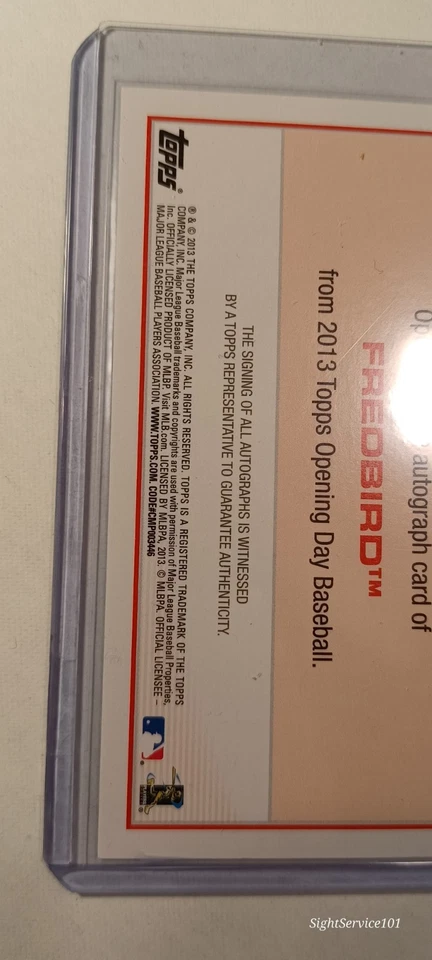 autograph card of
FREDBIRD™
from 2013 Topps Opening Day Baseball.
THE SIGNING OF ALL AUTOGRAPHS IS WITNESSED
BY A TOPPS REPRESENTATIVE TO GUARANTEE AUTHENTICITY.
topps®
® & © 2013 THE TOPPS COMPANY, INC. ALL RIGHTS RESERVED. TOPPS IS A REGISTERED TRADEMARK OF THE TOPPS
COMPANY, INC. Major League Baseball trademarks and copyrights are used with permission of Major League Baseball Properties,
Inc. OFFICIALLY LICENSED PRODUCT OF MLBP. Visit MLB.com. LICENSED BY MLBPA, 2013. © MLBPA. OFFICIAL LICENSEE –
MAJOR LEAGUE BASEBALL PLAYERS ASSOCIATION. WWW.TOPPS.COM. CODE#CMP003446
SightService101